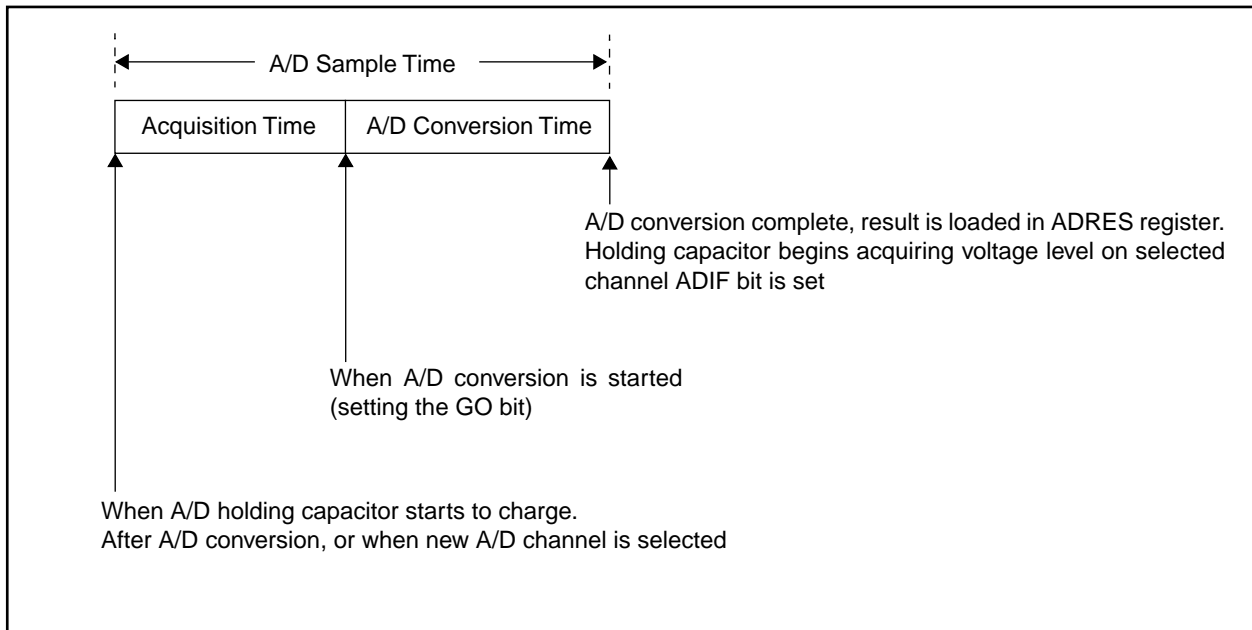 A/D Sample Time
Acquisition Time
A/D Conversion Time
A/D conversion complete, result is loaded in ADRES register.
Holding capacitor begins acquiring voltage level on selected
channel ADIF bit is set
When A/D conversion is started
(setting the GO bit)
When A/D holding capacitor starts to charge.
After A/D conversion, or when new A/D channel is selected